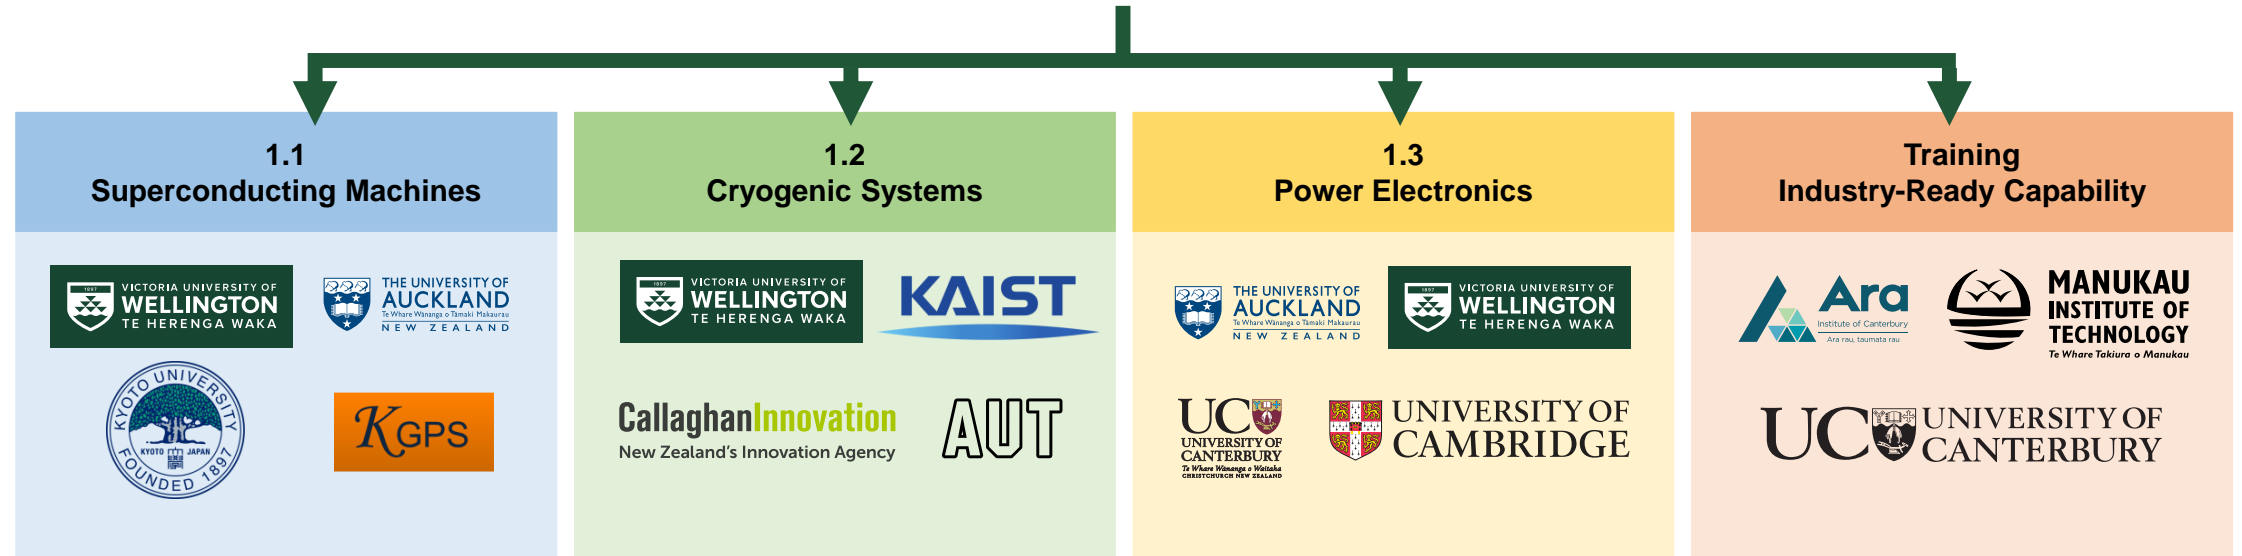 1.1
Superconducting Machines
1897
VICTORIA UNIVERSITY OF
WELLINGTON
TE HERENGA WAKA
THE UNIVERSITY OF
AUCKLAND
Te Whare Wānanga o Tāmaki Makaurau
NEW ZEALAND
KYOTO UNIVERSITY
KYOTO JAPAN
FOUNDED 1897
KGPS
1.2
Cryogenic Systems
1897
VICTORIA UNIVERSITY OF
WELLINGTON
TE HERENGA WAKA
KAIST
CallaghanInnovation
New Zealand's Innovation Agency
AUT
1.3
Power Electronics
THE UNIVERSITY OF
AUCKLAND
Te Whare Wānanga o Tāmaki Makaurau
NEW ZEALAND
1897
VICTORIA UNIVERSITY OF
WELLINGTON
TE HERENGA WAKA
UC
UNIVERSITY OF
CANTERBURY
Te Whare Wānanga o Waitaha
CHRISTCHURCH NEW ZEALAND
UNIVERSITY OF
CAMBRIDGE
Training
Industry-Ready Capability
Ara
Institute of Canterbury
Ara rau, taumata rau
MANUKAU
INSTITUTE OF
TECHNOLOGY
Te Whare Takiura o Manukau
UC
UNIVERSITY OF
CANTERBURY